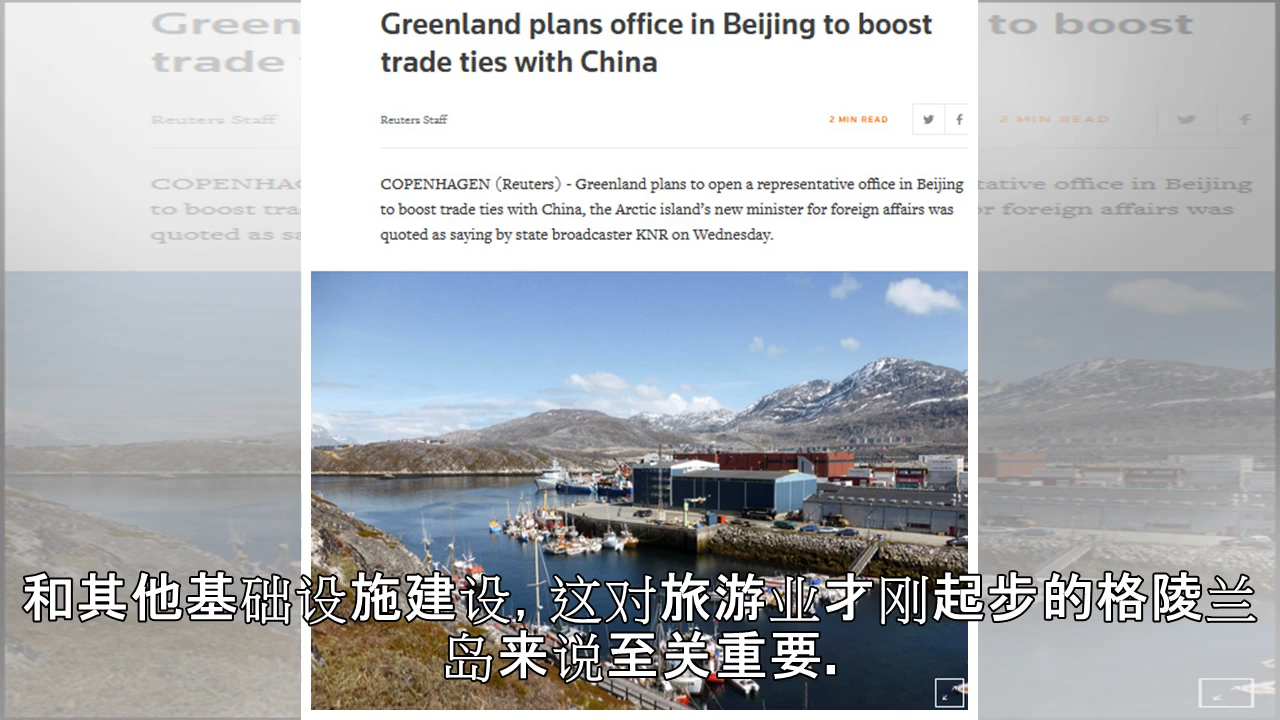 Greenland plans office in Beijing to boost
trade ties with China
Reuters Staff
2 MIN READ
COPENHAGEN (Reuters) - Greenland plans to open a representative office in Beijing
to boost trade ties with China, the Arctic island’s new minister for foreign affairs was
quoted as saying by state broadcaster KNR on Wednesday.
和其他基础设施建设, 这对旅游业才刚起步的格陵兰
岛来说至关重要.